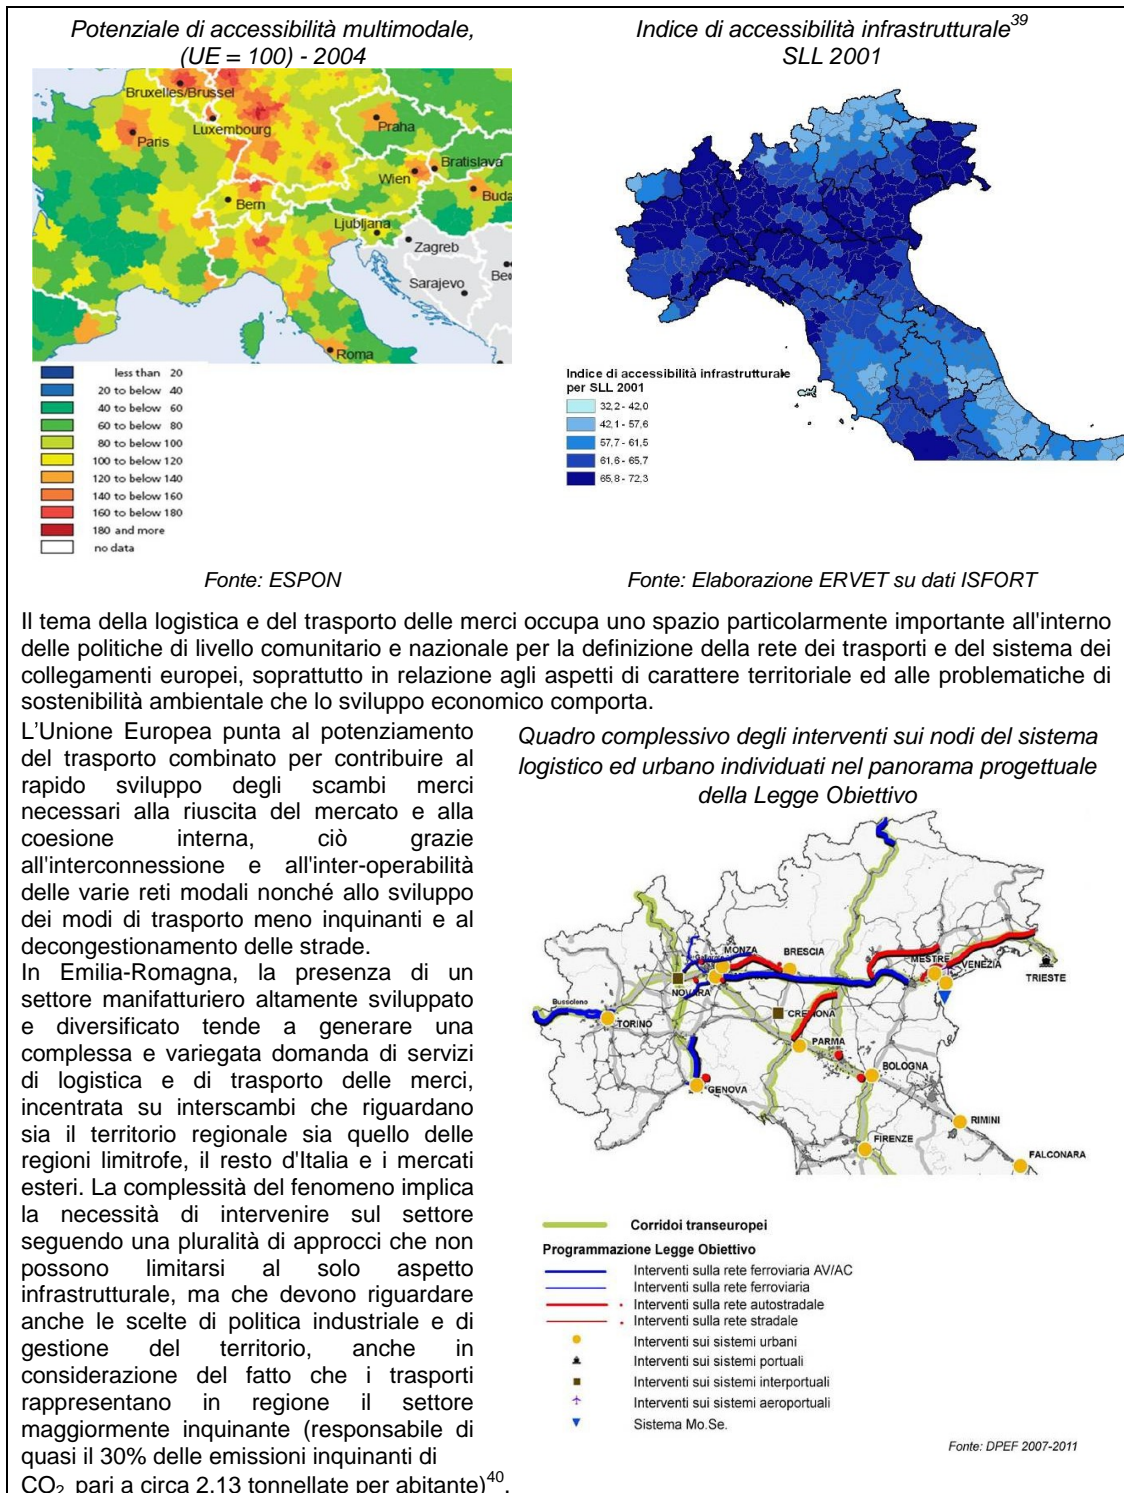 Potenziale di accessibilità multimodale,
(UE = 100) - 2004
Bruxelles/Brussel
Luxembourg
Paris
Praha
Bratislava
Wien
Buda
Bern
Ljubljana
Zagreb
Sarajevo
Be
Roma
less than 20
20 to below 40
40 to below 60
60 to below 80
80 to below 100
100 to below 120
120 to below 140
140 to below 160
160 to below 180
180 and more
no data
Fonte: ESPON
Indice di accessibilità infrastrutturale39
SLL 2001
Indice di accessibilità infrastrutturale
per SLL 2001
32,2 - 42,0
42,1 - 57,6
57,7 - 61,5
61,6 - 65,7
65,8 - 72,3
Fonte: Elaborazione ERVET su dati ISFORT
Il tema della logistica e del trasporto delle merci occupa uno spazio particolarmente importante all'interno
delle politiche di livello comunitario e nazionale per la definizione della rete dei trasporti e del sistema dei
collegamenti europei, soprattutto in relazione agli aspetti di carattere territoriale ed alle problematiche di
sostenibilità ambientale che lo sviluppo economico comporta.
L'Unione Europea punta al potenziamento
del trasporto combinato per contribuire al
rapido sviluppo degli scambi merci
necessari alla riuscita del mercato e alla
coesione interna, ciò grazie
all'interconnessione e all'inter-operabilità
delle varie reti modali nonché allo sviluppo
dei modi di trasporto meno inquinanti e al
decongestionamento delle strade.
In Emilia-Romagna, la presenza di un
settore manifatturiero altamente sviluppato
e diversificato tende a generare una
complessa e variegata domanda di servizi
di logistica e di trasporto delle merci,
incentrata su interscambi che riguardano
sia il territorio regionale sia quello delle
regioni limitrofe, il resto d'Italia e i mercati
esteri. La complessità del fenomeno implica
la necessità di intervenire sul settore
seguendo una pluralità di approcci che non
possono limitarsi al solo aspetto
infrastrutturale, ma che devono riguardare
anche le scelte di politica industriale e di
gestione del territorio, anche in
considerazione del fatto che i trasporti
rappresentano in regione il settore
maggiormente inquinante (responsabile di
quasi il 30% delle emissioni inquinanti di
CO2 pari a circa 2,13 tonnellate per abitante)40.
Quadro complessivo degli interventi sui nodi del sistema
logistico ed urbano individuati nel panorama progettuale
della Legge Obiettivo
MONZA
BRESCIA
MESTRE
VENEZIA
TRIESTE
NOVARA
Bussoleno
TORINO
CREMONA
PARMA
BOLOGNA
GENOVA
RIMINI
FIRENZE
FALCONARA
Corridoi transeuropei
Programmazione Legge Obiettivo
Interventi sulla rete ferroviaria AV/AC
Interventi sulla rete ferroviaria
Interventi sulla rete autostradale
Interventi sulla rete stradale
Interventi sui sistemi urbani
Interventi sui sistemi portuali
Interventi sui sistemi interportuali
Interventi sui sistemi aeroportuali
Sistema Mo.Se.
Fonte: DPEF 2007-2011